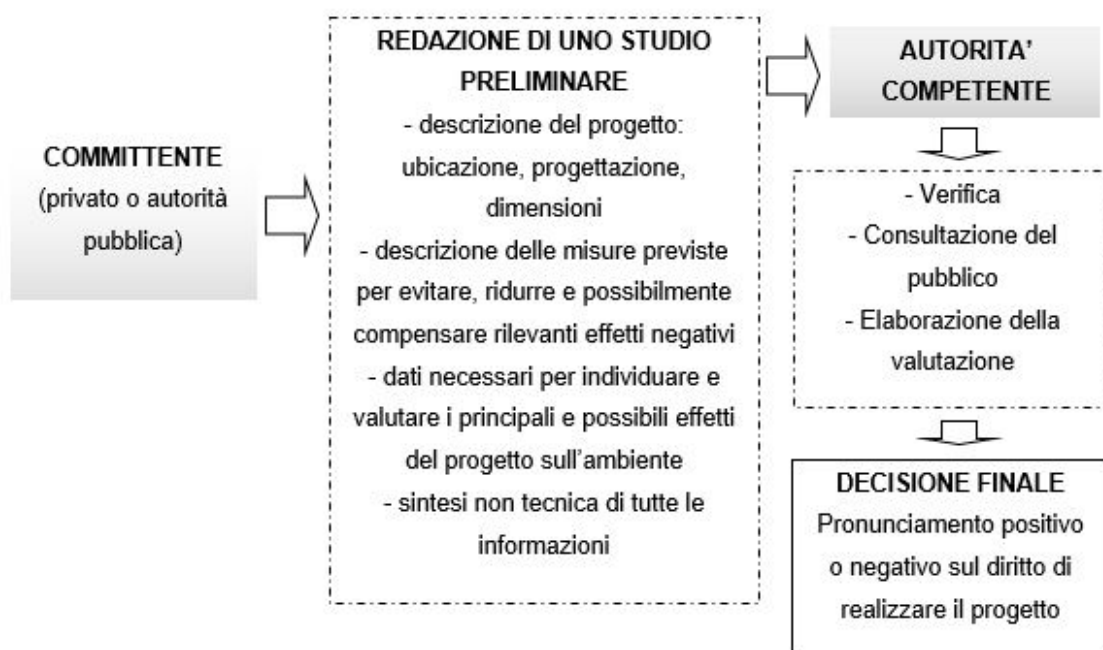 COMMITTENTE
(privato o autorità
pubblica)
REDAZIONE DI UNO STUDIO
PRELIMINARE
- descrizione del progetto:
ubicazione, progettazione,
dimensioni
- descrizione delle misure previste
per evitare, ridurre e possibilmente
compensare rilevanti effetti negativi
- dati necessari per individuare e
valutare i principali e possibili effetti
del progetto sull'ambiente
- sintesi non tecnica di tutte le
informazioni
AUTORITA'
COMPETENTE
- Verifica
- Consultazione del
pubblico
- Elaborazione della
valutazione
DECISIONE FINALE
Pronunciamento positivo
o negativo sul diritto di
realizzare il progetto